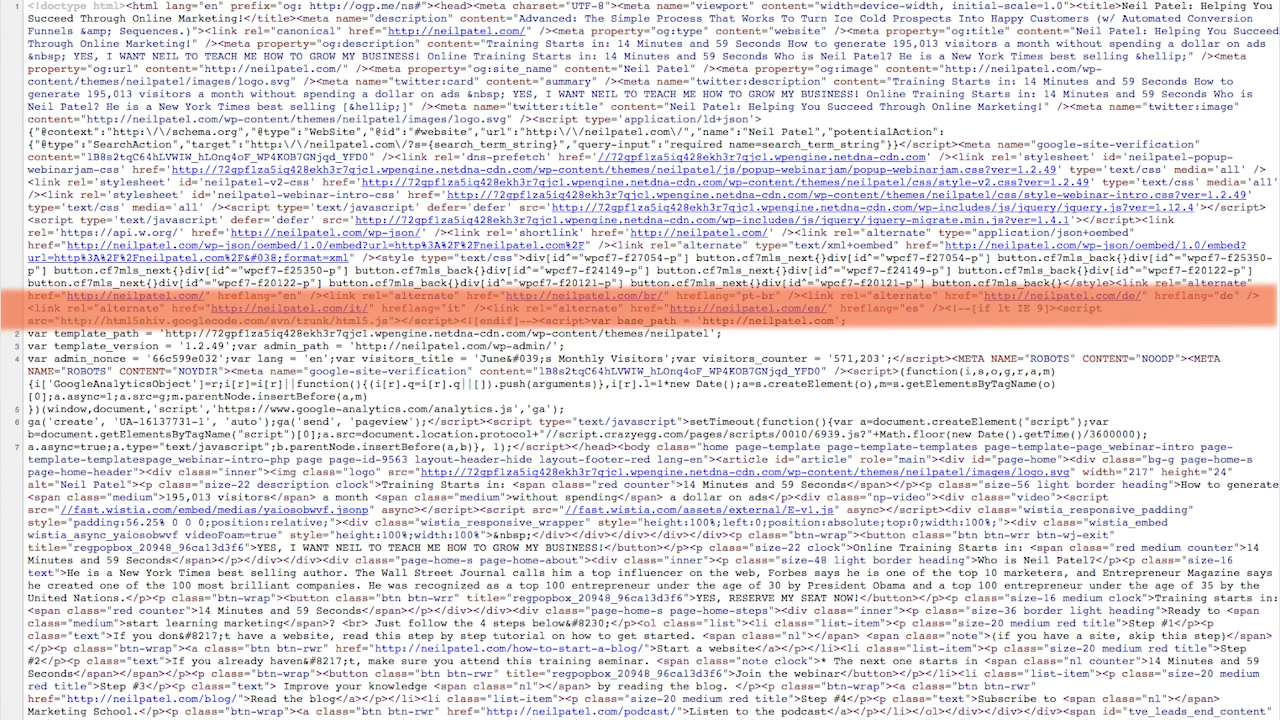 1 <!doctype html><html lang="en" prefix="og: http://ogp.me/ns#"><head><meta charset="UTF-8"><meta name="viewport" content="width=device-width, initial-scale=1.0"><title>Neil Patel: Helping You
Succeed Through Online Marketing!</title><meta name="description" content="Advanced: The Simple Process That Works To Turn Ice Cold Prospects Into Happy Customers (w/ Automated Conversion
Funnels &amp; Sequences.)"><link rel="canonical" href="http://neilpatel.com/" /><meta property="og:type" content="website" /><meta property="og:title" content="Neil Patel: Helping You Succeed
Through Online Marketing!" /><meta property="og:description" content="Training Starts in: 14 Minutes and 59 Seconds How to generate 195,013 visitors a month without spending a dollar on ads
&nbsp; YES, I WANT NEIL TO TEACH ME HOW TO GROW MY BUSINESS! Online Training Starts in: 14 Minutes and 59 Seconds Who is Neil Patel? He is a New York Times best selling &hellip;" /><meta
property="og:url" content="http://neilpatel.com/" /><meta property="og:site_name" content="Neil Patel" /><meta property="og:image" content="http://neilpatel.com/wp-
content/themes/neilpatel/images/logo.svg" /><meta name="twitter:card" content="summary" /><meta name="twitter:description" content="Training Starts in: 14 Minutes and 59 Seconds How to
generate 195,013 visitors a month without spending a dollar on ads &nbsp; YES, I WANT NEIL TO TEACH ME HOW TO GROW MY BUSINESS! Online Training Starts in: 14 Minutes and 59 Seconds Who is
Neil Patel? He is a New York Times best selling [&hellip;]" /><meta name="twitter:title" content="Neil Patel: Helping You Succeed Through Online Marketing!" /><meta name="twitter:image"
content="http://neilpatel.com/wp-content/themes/neilpatel/images/logo.svg" /><script type='application/ld+json'>
{"@context":"http:\/\/schema.org","@type":"WebSite","@id":"#website","url":"http:\/\/neilpatel.com\/","name":"Neil Patel","potentialAction":
{"@type":"SearchAction","target":"http:\/\/neilpatel.com\/?s={search_term_string}","query-input":"required name=search_term_string"}}</script><meta name="google-site-verification"
content="lB8s2tqC64hLVWIW_hLOnq4oF_WP4KOB7GNjqd_YFD0" /><link rel='dns-prefetch' href='//72gpf1za5iq428ekh3r7qjc1.wpengine.netdna-cdn.com' /><link rel='stylesheet' id='neilpatel-popup-
webinarjam-css' href='http://72gpf1za5iq428ekh3r7qjc1.wpengine.netdna-cdn.com/wp-content/themes/neilpatel/js/popup-webinarjam/popup-webinarjam.css?ver=1.2.49' type='text/css' media='all' />
<link rel='stylesheet' id='neilpatel-v2-css' href='http://72gpf1za5iq428ekh3r7qjc1.wpengine.netdna-cdn.com/wp-content/themes/neilpatel/css/style-v2.css?ver=1.2.49' type='text/css' media='all'
/><link rel='stylesheet' id='neilpatel-webinar-intro-css' href='http://72gpf1za5iq428ekh3r7qjc1.wpengine.netdna-cdn.com/wp-content/themes/neilpatel/css/style-webinar-intro.css?ver=1.2.49'
type='text/css' media='all' /><script type='text/javascript' defer='defer' src='http://72gpf1za5iq428ekh3r7qjc1.wpengine.netdna-cdn.com/wp-includes/js/jquery/jquery.js?ver=1.12.4'></script>
<script type='text/javascript' defer='defer' src='http://72gpf1za5iq428ekh3r7qjc1.wpengine.netdna-cdn.com/wp-includes/js/jquery/jquery-migrate.min.js?ver=1.4.1'></script><link
rel='https://api.w.org/' href='http://neilpatel.com/wp-json/' /><link rel='shortlink' href='http://neilpatel.com/' /><link rel="alternate" type="application/json+oembed"
href="http://neilpatel.com/wp-json/oembed/1.0/embed?url=http%3A%2F%2Fneilpatel.com%2F" /><link rel="alternate" type="text/xml+oembed" href="http://neilpatel.com/wp-json/oembed/1.0/embed?
url=http%3A%2F%2Fneilpatel.com%2F&#038;format=xml" /><style type="text/css">div[id^="wpcf7-f27054-p"] button.cf7mls_next{}div[id^="wpcf7-f27054-p"] button.cf7mls_back{}div[id^="wpcf7-f25350-
p"] button.cf7mls_next{}div[id^="wpcf7-f25350-p"] button.cf7mls_back{}div[id^="wpcf7-f24149-p"] button.cf7mls_next{}div[id^="wpcf7-f24149-p"] button.cf7mls_back{}div[id^="wpcf7-f20122-p"]
button.cf7mls_next{}div[id^="wpcf7-f20122-p"] button.cf7mls_back{}div[id^="wpcf7-f20121-p"] button.cf7mls_next{}div[id^="wpcf7-f20121-p"] button.cf7mls_back{}</style><link rel="alternate"
href="http://neilpatel.com/" hreflang="en" /><link rel="alternate" href="http://neilpatel.com/br/" hreflang="pt-br" /><link rel="alternate" href="http://neilpatel.com/de/" hreflang="de" />
<link rel="alternate" href="http://neilpatel.com/it/" hreflang="it" /><link rel="alternate" href="http://neilpatel.com/es/" hreflang="es" /><!--[if lt IE 9]><script
src="http://html5shiv.googlecode.com/svn/trunk/html5.js"></script><![endif]--><script>var base_path = 'http://neilpatel.com';
2 var template_path = 'http://72gpf1za5iq428ekh3r7qjc1.wpengine.netdna-cdn.com/wp-content/themes/neilpatel';
3 var template_version = '1.2.49';var admin_path = 'http://neilpatel.com/wp-admin/';
4 var admin_nonce = '66c599e032';var lang = 'en';var visitors_title = 'June&#039;s Monthly Visitors';var visitors_counter = '571,203';</script><META NAME="ROBOTS" CONTENT="NOODP"><META
NAME="ROBOTS" CONTENT="NOYDIR"><meta name="google-site-verification" content="lB8s2tqC64hLVWIW_hLOnq4oF_WP4KOB7GNjqd_YFD0" /><script>(function(i,s,o,g,r,a,m)
{i['GoogleAnalyticsObject']=r;i[r]=i[r]||function(){(i[r].q=i[r].q||[]).push(arguments)},i[r].l=1*new Date();a=s.createElement(o),m=s.getElementsByTagName(o)
[0];a.async=1;a.src=g;m.parentNode.insertBefore(a,m)
5 })(window,document,'script','https://www.google-analytics.com/analytics.js','ga');
6 ga('create', 'UA-16137731-1', 'auto');ga('send', 'pageview');</script><script type="text/javascript">setTimeout(function(){var a=document.createElement("script");var
b=document.getElementsByTagName("script")[0];a.src=document.location.protocol+"//script.crazyegg.com/pages/scripts/0010/6939.js?"+Math.floor(new Date().getTime()/3600000);
7 a.async=true;a.type="text/javascript";b.parentNode.insertBefore(a,b)}, 1);</script></head><body class="home page-template page-template-templates page-template-page_webinar-intro page-
template-templatespage_webinar-intro-php page page-id-9563 layout-header-hide layout-footer-red lang-en"><article id="article" role="main"><div id="page-home"><div class="bg-g page-home-s
page-home-header"><div class="inner"><img class="logo" src="http://72gpf1za5iq428ekh3r7qjc1.wpengine.netdna-cdn.com/wp-content/themes/neilpatel/images/logo.svg" width="217" height="24"
alt="Neil Patel"><p class="size-22 description clock">Training Starts in: <span class="red counter">14 Minutes and 59 Seconds</span></p><p class="size-56 light border heading">How to generate
<span class="medium">195,013 visitors</span> a month <span class="medium">without spending</span> a dollar on ads</p><div class="np-video"><div class="video"><script
src="//fast.wistia.com/embed/medias/yaiosobwvf.jsonp" async></script><script src="//fast.wistia.com/assets/external/E-v1.js" async></script><div class="wistia_responsive_padding"
style="padding:56.25% 0 0 0;position:relative;"><div class="wistia_responsive_wrapper" style="height:100%;left:0;position:absolute;top:0;width:100%;"><div class="wistia_embed
wistia_async_yaiosobwvf videoFoam=true" style="height:100%;width:100%">&nbsp;</div></div></div></div></div><p class="btn-wrap"><button class="btn btn-wrr btn-wj-exit"
title="regpopbox_20948_96ca13d3f6">YES, I WANT NEIL TO TEACH ME HOW TO GROW MY BUSINESS!</button></p><p class="size-22 clock">Online Training Starts in: <span class="red medium counter">14
Minutes and 59 Seconds</span></p></div></div><div class="page-home-s page-home-about"><div class="inner"><p class="size-48 light border heading">Who is Neil Patel?</p><p class="size-16
text">He is a New York Times best selling author. The Wall Street Journal calls him a top influencer on the web, Forbes says he is one of the top 10 marketers, and Entrepreneur Magazine says
he created one of the 100 most brilliant companies. He was recognized as a top 100 entrepreneur under the age of 30 by President Obama and a top 100 entrepreneur under the age of 35 by the
United Nations.</p><p class="btn-wrap"><button class="btn btn-wrr" title="regpopbox_20948_96ca13d3f6">YES, RESERVE MY SEAT NOW!</button></p><p class="size-16 medium clock">Training starts in:
<span class="red counter">14 Minutes and 59 Seconds</span></p></div></div><div class="page-home-s page-home-steps"><div class="inner"><p class="size-36 border light heading">Ready to <span
class="medium">start learning marketing</span>? <br> Just follow the 4 steps below&#8230;</p><ol class="list"><li class="list-item"><p class="size-20 medium red title">Step #1</p><p
class="text">If you don&#8217;t have a website, read this step by step tutorial on how to get started. <span class="nl"></span> <span class="note">(if you have a site, skip this step)</span>
</p><p class="btn-wrap"><a class="btn btn-rwr" href="http://neilpatel.com/how-to-start-a-blog/">Start a website</a></p></li><li class="list-item"><p class="size-20 medium red title">Step
#2</p><p class="text">If you already haven&#8217;t, make sure you attend this training seminar. <span class="note clock">* The next one starts in <span class="nl counter">14 Minutes and 59
Seconds</span></span></p><p class="btn-wrap"><button class="btn btn-rwr" title="regpopbox_20948_96ca13d3f6">Join the webinar</button></p></li><li class="list-item"><p class="size-20 medium
red title">Step #3</p><p class="text"> Improve your knowledge <span class="nl"></span> by reading the blog. </p><p class="btn-wrap"><a class="btn btn-rwr"
href="http://neilpatel.com/blog/">Read the blog</a></p></li><li class="list-item"><p class="size-20 medium red title">Step #4</p><p class="text">Subscribe to <span class="nl"></span>
Marketing School.</p><p class="btn-wrap"><a class="btn btn-rwr" href="http://neilpatel.com/podcast/">Listen to the podcast</a></p></li></ol></div></div></div><span id="tve_leads_end_content"